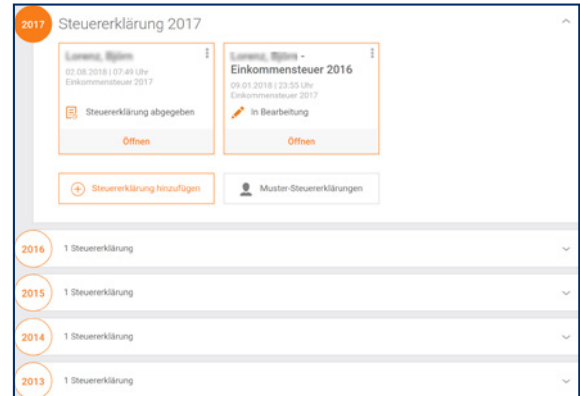 2017 Steuererklärung 2017
02.08.2018 | 07:49 Uhr
Einkommensteuer 2017
Steuererklärung abgegeben
Öffnen
-
Einkommensteuer 2016
09.01.2018 | 23:55 Uhr
Einkommensteuer 2017
In Bearbeitung
Öffnen
Steuererklärung hinzufügen
Muster-Steuererklärungen
2016 1 Steuererklärung
2015 1 Steuererklärung
2014 1 Steuererklärung
2013 1 Steuererklärung